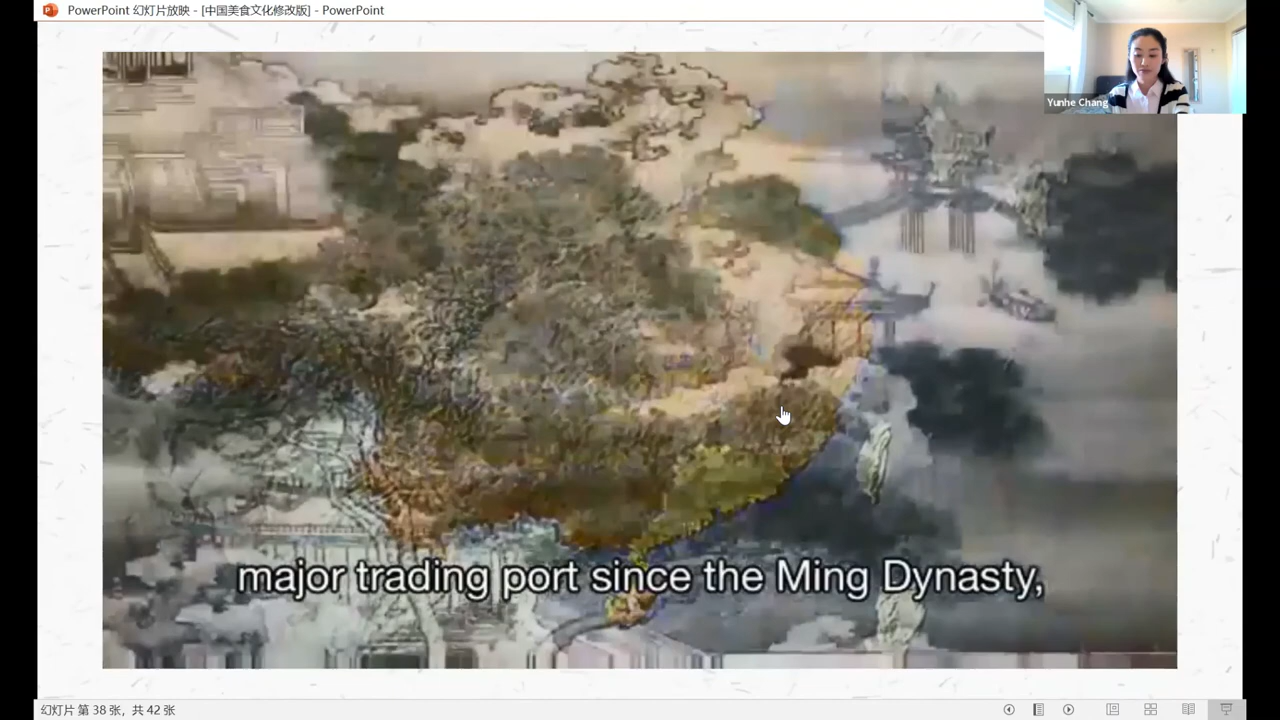 PowerPoint 幻灯片放映 - [中国美食文化修改版] - PowerPoint
Yunhe Chang
major trading port since the Ming Dynasty,
幻灯片 第 38 张，共 42 张